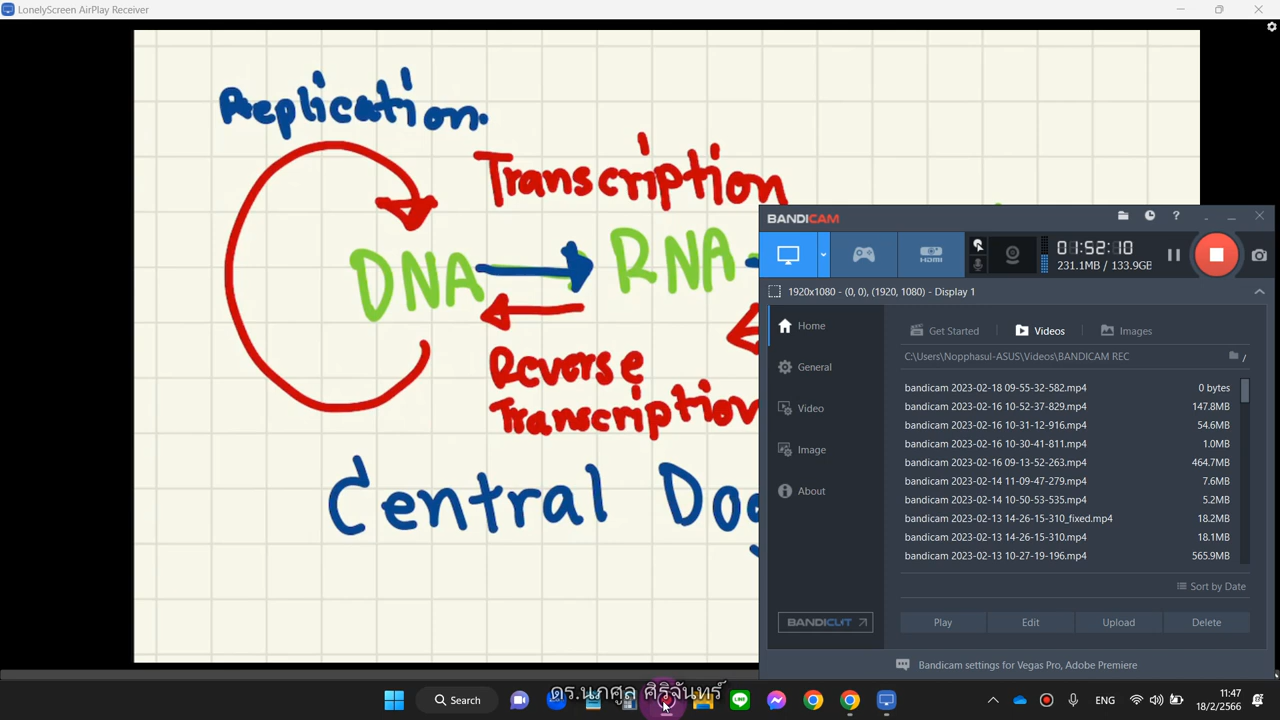 LonelyScreen AirPlay Receiver
Replication.
Transcription
DNA
RNA
Reverse
Transcription
Central
BANDICAM
HDMI
01:52:10
231.1MB / 133.9GB
1920x1080 - (0, 0), (1920, 1080) - Display 1
Home
General
Video
Image
About
Get Started
Videos
Images
C:\Users\Nopphasul-ASUS\Videos\BANDICAM REC
/
bandicam 2023-02-18 09-55-32-582.mp4 0 bytes
bandicam 2023-02-16 10-52-37-829.mp4 147.8MB
bandicam 2023-02-16 10-31-12-916.mp4 54.6MB
bandicam 2023-02-16 10-30-41-811.mp4 1.0MB
bandicam 2023-02-16 09-13-52-263.mp4 464.7MB
bandicam 2023-02-14 11-09-47-279.mp4 7.6MB
bandicam 2023-02-14 10-50-53-535.mp4 5.2MB
bandicam 2023-02-13 14-26-15-310_fixed.mp4 18.2MB
bandicam 2023-02-13 14-26-15-310.mp4 18.1MB
bandicam 2023-02-13 10-27-19-196.mp4 565.9MB
Sort by Date
BANDICUT
Play Edit Upload Delete
Bandicam settings for Vegas Pro, Adobe Premiere
ดร.นภศูล ศิริจันทร์
Search
ENG
11:47
18/2/2566